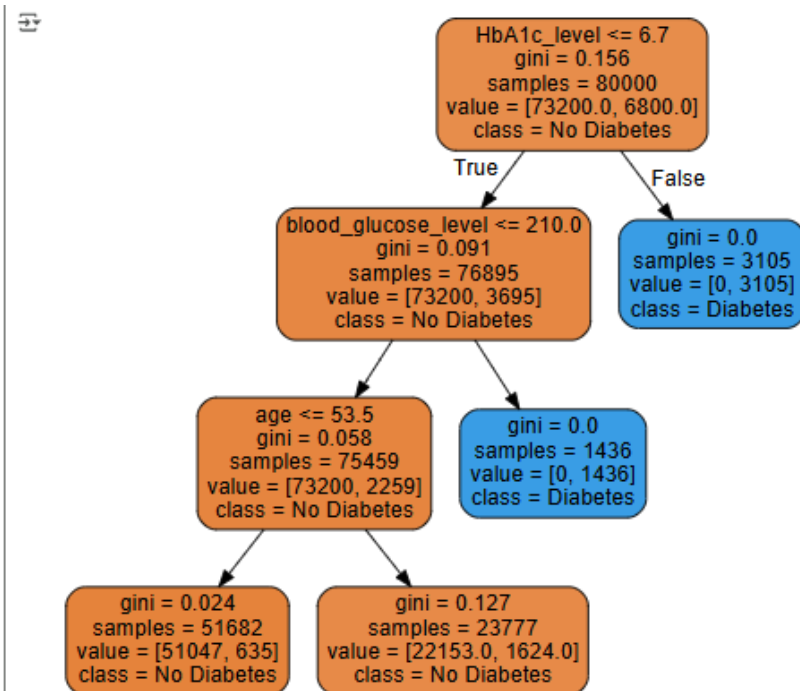 HbA1c_level <= 6.7
gini = 0.156
samples = 80000
value = [73200.0, 6800.0]
class = No Diabetes
True
False
blood_glucose_level <= 210.0
gini = 0.091
samples = 76895
value = [73200, 3695]
class = No Diabetes
gini = 0.0
samples = 3105
value = [0, 3105]
class = Diabetes
age <= 53.5
gini = 0.058
samples = 75459
value = [73200, 2259]
class = No Diabetes
gini = 0.0
samples = 1436
value = [0, 1436]
class = Diabetes
gini = 0.024
samples = 51682
value = [51047, 635]
class = No Diabetes
gini = 0.127
samples = 23777
value = [22153.0, 1624.0]
class = No Diabetes